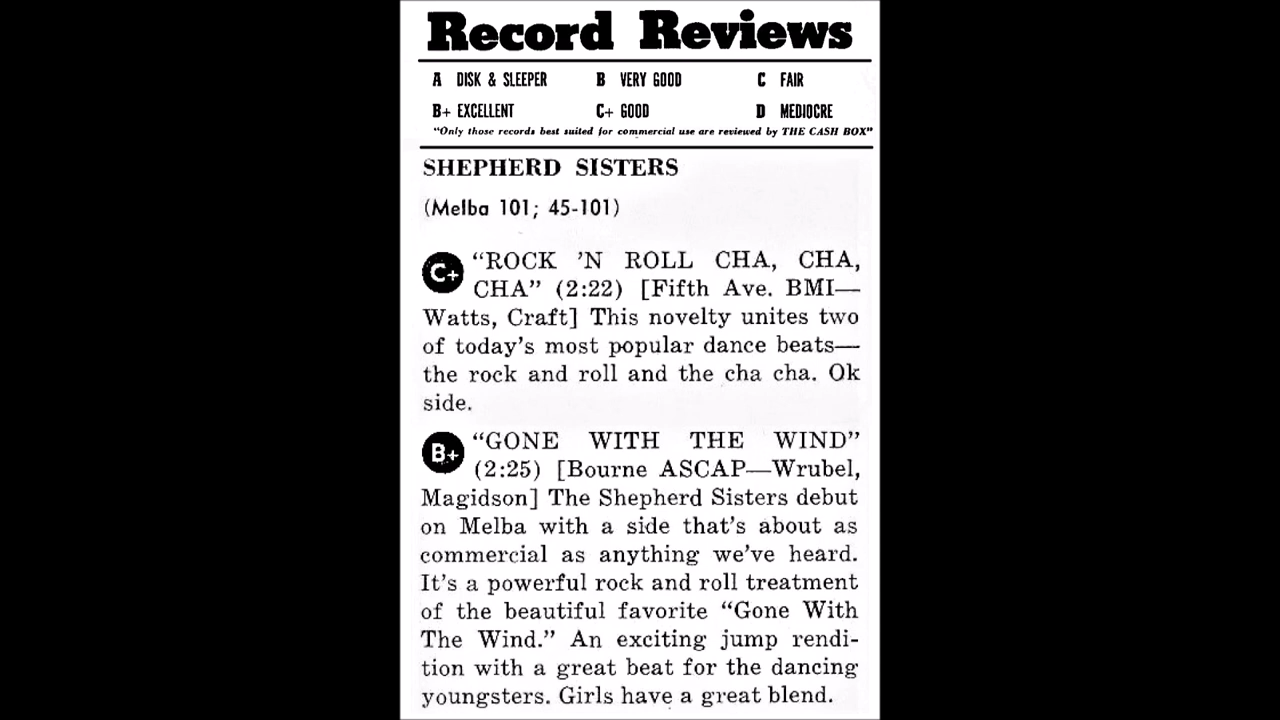 Record Reviews
A DISK & SLEEPER B VERY GOOD C FAIR
B+ EXCELLENT C+ GOOD D MEDIOCRE
"Only those records best suited for commercial use are reviewed by THE CASH BOX"
SHEPHERD SISTERS
(Melba 101; 45-101)
C+ “ROCK ’N ROLL CHA, CHA,
CHA” (2:22) [Fifth Ave. BMI—
Watts, Craft] This novelty unites two
of today’s most popular dance beats—
the rock and roll and the cha cha. Ok
side.
B+ “GONE WITH THE WIND”
(2:25) [Bourne ASCAP—Wrubel,
Magidson] The Shepherd Sisters debut
on Melba with a side that’s about as
commercial as anything we’ve heard.
It’s a powerful rock and roll treatment
of the beautiful favorite “Gone With
The Wind.” An exciting jump rendi-
tion with a great beat for the dancing
youngsters. Girls have a great blend.